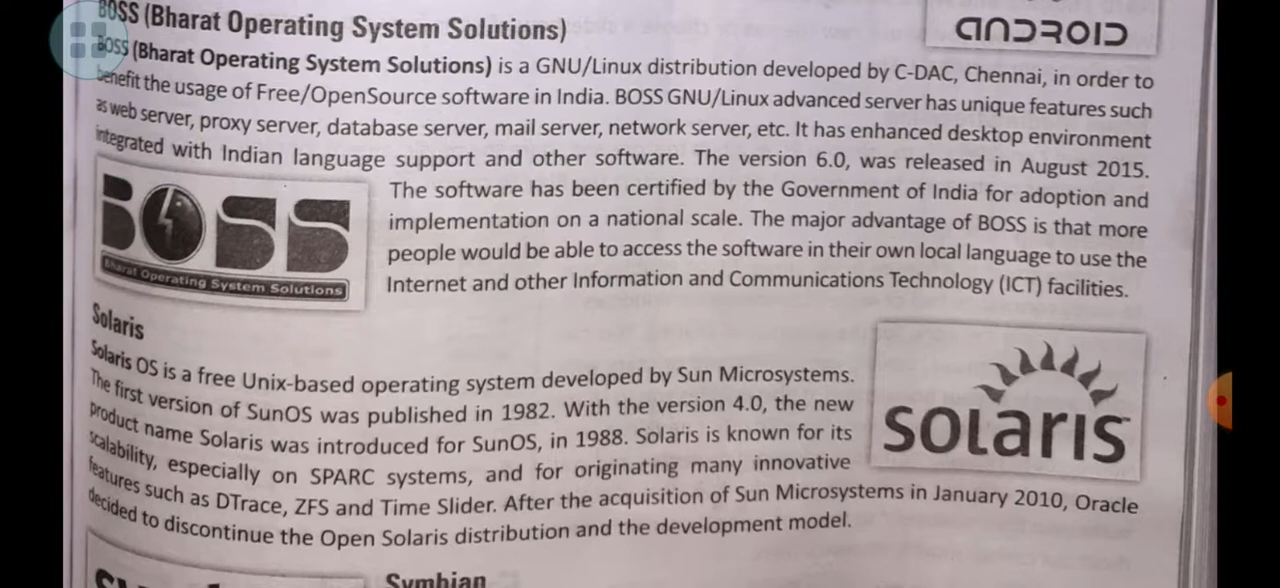 ANDROID
BOSS (Bharat Operating System Solutions)
BOSS (Bharat Operating System Solutions) is a GNU/Linux distribution developed by C-DAC, Chennai, in order to
benefit the usage of Free/OpenSource software in India. BOSS GNU/Linux advanced server has unique features such
as web server, proxy server, database server, mail server, network server, etc. It has enhanced desktop environment
integrated with Indian language support and other software. The version 6.0, was released in August 2015.
The software has been certified by the Government of India for adoption and
implementation on a national scale. The major advantage of BOSS is that more
people would be able to access the software in their own local language to use the
Internet and other Information and Communications Technology (ICT) facilities.
BOSS
Bharat Operating System Solutions
Solaris
Solaris OS is a free Unix-based operating system developed by Sun Microsystems.
The first version of SunOS was published in 1982. With the version 4.0, the new
product name Solaris was introduced for SunOS, in 1988. Solaris is known for its
scalability, especially on SPARC systems, and for originating many innovative
features such as DTrace, ZFS and Time Slider. After the acquisition of Sun Microsystems in January 2010, Oracle
decided to discontinue the Open Solaris distribution and the development model.
solaris
Symbian